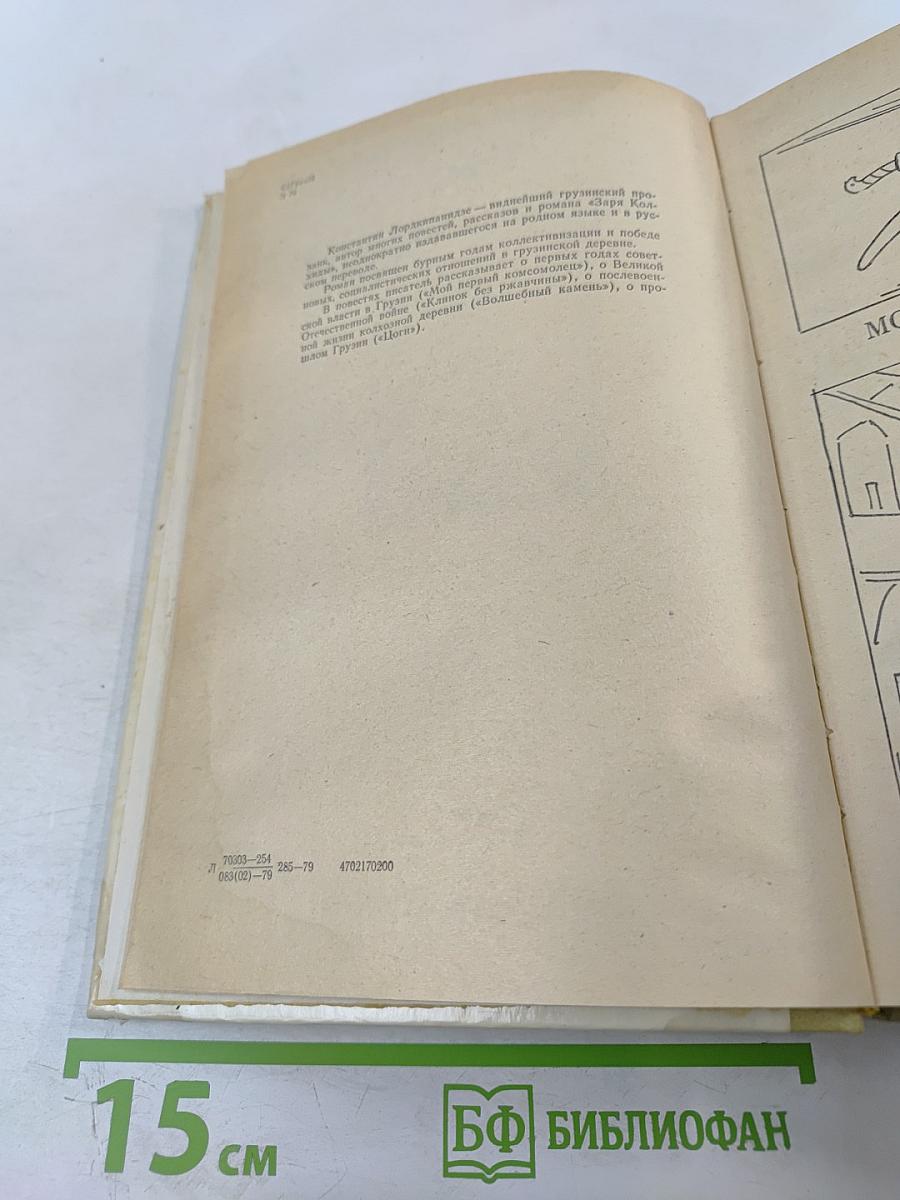 С(Груз)2
Л 78
Константин Лордкипанидзе — виднейший грузинский про-
заик, автор многих повестей, рассказов и романа «Заря Кол-
хиды», неоднократно издававшегося на родном языке и в рус-
ском переводе.
Роман посвящен бурным годам коллективизации и победе
новых, социалистических отношений в грузинской деревне.
В повестях писатель рассказывает о первых годах совет-
ской власти в Грузии («Мой первый комсомолец»), о Великой
Отечественной войне («Клинок без ржавчины»), о послевоен-
ной жизни колхозной деревни («Волшебный камень»), о про-
шлом Грузии («Цоги»).
Л 70303—254
083(02)—79 285—79 4702170200
МО
15 см
БФ БИБЛИОФАН